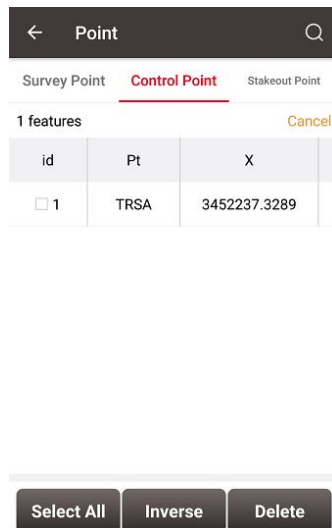 Point
Survey Point Control Point Stakeout Point
1 features Cancel
id Pt X
1 TRSA 3452237.3289
Select All Inverse Delete